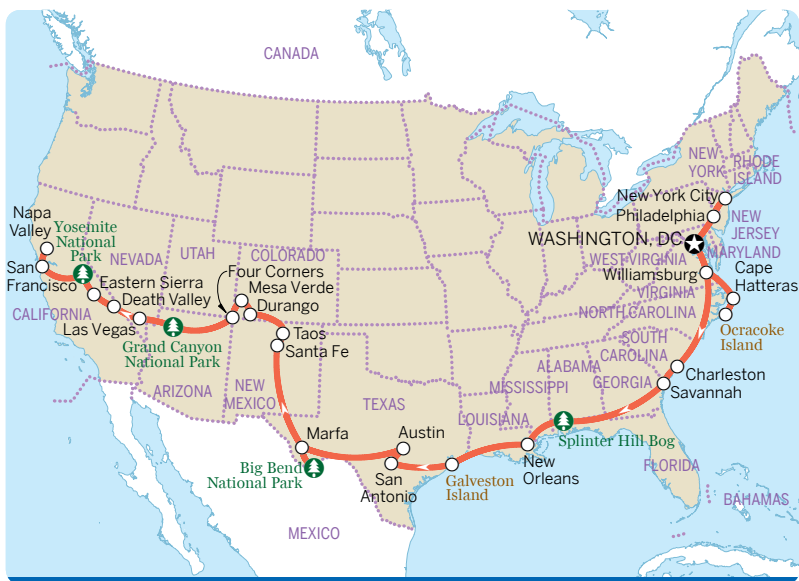 CANADA
NEW
YORK
RHODE
ISLAND
New York City
Philadelphia
NEW
JERSEY
WASHINGTON, DC
MARYLAND
WEST VIRGINIA
Williamsburg
Cape
Hatteras
VIRGINIA
NORTH CAROLINA
Ocracoke
Island
SOUTH
CAROLINA
Charleston
Savannah
GEORGIA
ALABAMA
MISSISSIPPI
LOUISIANA
Splinter Hill Bog
FLORIDA
BAHAMAS
New
Orleans
Galveston
Island
Austin
San
Antonio
TEXAS
Marfa
Big Bend
National Park
MEXICO
NEW
MEXICO
ARIZONA
Taos
Santa Fe
COLORADO
Four Corners
Mesa Verde
Durango
UTAH
NEVADA
Grand Canyon
National Park
Las Vegas
Death Valley
Eastern Sierra
Yosemite
National
Park
Napa
Valley
San
Francisco
CALIFORNIA